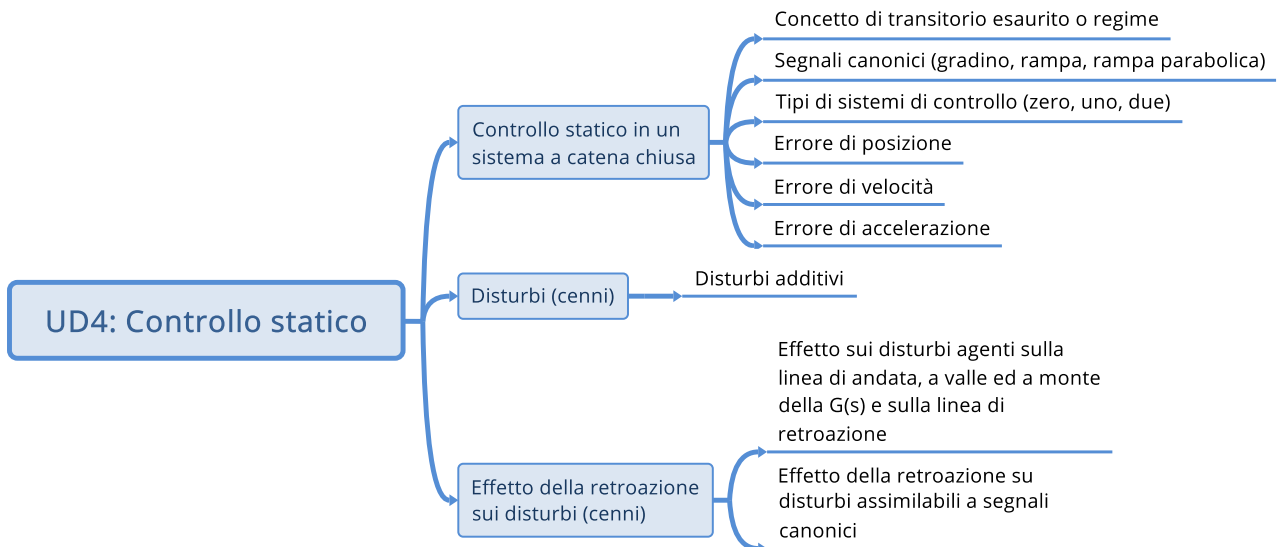 UD4: Controllo statico
Controllo statico in un
sistema a catena chiusa
Concetto di transitorio esaurito o regime
Segnali canonici (gradino, rampa, rampa parabolica)
Tipi di sistemi di controllo (zero, uno, due)
Errore di posizione
Errore di velocità
Errore di accelerazione
Disturbi (cenni)
Disturbi additivi
Effetto della retroazione
sui disturbi (cenni)
Effetto sui disturbi agenti sulla
linea di andata, a valle ed a monte
della G(s) e sulla linea di
retroazione
Effetto della retroazione su
disturbi assimilabili a segnali
canonici